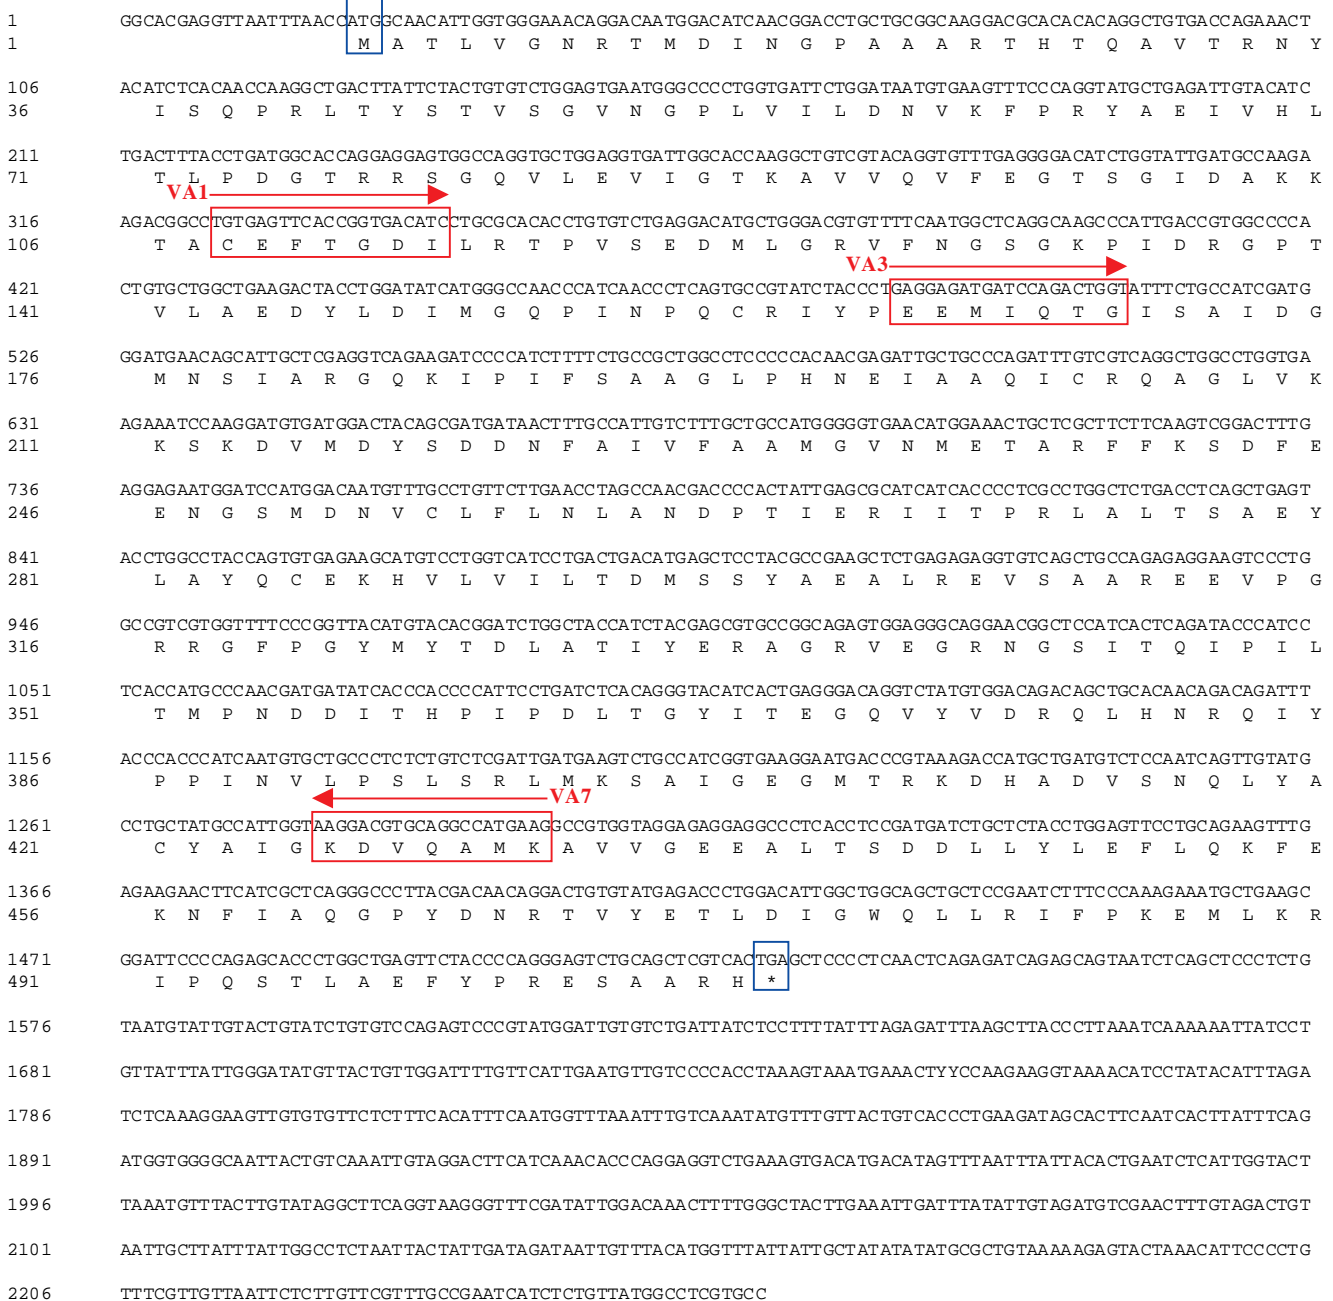 1 GGCACGAGGTTAATTTAACCATGGCAACATTGGTGGGAAACAGGACAATGGACATCAACGGACCTGCTGCGGCAAGGACGCACACACAGGCTGTGACCAGAAACT
1 M A T L V G N R T M D I N G P A A A R T H T Q A V T R N Y
106 ACATCTCACAACCAAGGCTGACTTATTCTACTGTGTCTGGAGTGAATGGGCCCCTGGTGATTCTGGATAATGTGAAGTTTCCCAGGTATGCTGAGATTGTACATC
36 I S Q P R L T Y S T V S G V N G P L V I L D N V K F P R Y A E I V H L
211 TGACTTTACCTGATGGCACCAGGAGGAGTGGCCAGGTGCTGGAGGTGATTGGCACCAAGGCTGTCGTACAGGTGTTTGAGGGGACATCTGGTATTGATGCCAAGA
71 T L P D G T R R S G Q V L E V I G T K A V V Q V F E G T S G I D A K K
VA1
316 AGACGGCCTGTGAGTTCACCGGTGACATCCTGCGCACACCTGTGTCTGAGGACATGCTGGGACGTGTTTTCAATGGCTCAGGCAAGCCCATTGACCGTGGCCCCA
106 T A C E F T G D I L R T P V S E D M L G R V F N G S G K P I D R G P T
VA3
421 CTGTGCTGGCTGAAGACTACCTGGATATCATGGGCCAACCCATCAACCCTCAGTGCCGTATCTACCCTGAGGAGATGATCCAGACTGGTATTTCTGCCATCGATG
141 V L A E D Y L D I M G Q P I N P Q C R I Y P E E M I Q T G I S A I D G
526 GGATGAACAGCATTGCTCGAGGTCAGAAGATCCCCATCTTTTCTGCCGCTGGCCTCCCCCACAACGAGATTGCTGCCCAGATTTGTCGTCAGGCTGGCCTGGTGA
176 M N S I A R G Q K I P I F S A A G L P H N E I A A Q I C R Q A G L V K
631 AGAAATCCAAGGATGTGATGGACTACAGCGATGATAACTTTGCCATTGTCTTTGCTGCCATGGGGGTGAACATGGAAACTGCTCGCTTCTTCAAGTCGGACTTTG
211 K S K D V M D Y S D D N F A I V F A A M G V N M E T A R F F K S D F E
736 AGGAGAATGGATCCATGGACAATGTTTGCCTGTTCTTGAACCTAGCCAACGACCCCACTATTGAGCGCATCATCACCCCTCGCCTGGCTCTGACCTCAGCTGAGT
246 E N G S M D N V C L F L N L A N D P T I E R I I T P R L A L T S A E Y
841 ACCTGGCCTACCAGTGTGAGAAGCATGTCCTGGTCATCCTGACTGACATGAGCTCCTACGCCGAAGCTCTGAGAGAGGTGTCAGCTGCCAGAGAGGAAGTCCCTG
281 L A Y Q C E K H V L V I L T D M S S Y A E A L R E V S A A R E E V P G
946 GCCGTCGTGGTTTTCCCGGTTACATGTACACGGATCTGGCTACCATCTACGAGCGTGCCGGCAGAGTGGAGGGCAGGAACGGCTCCATCACTCAGATACCCATCC
316 R R G F P G Y M Y T D L A T I Y E R A G R V E G R N G S I T Q I P I L
1051 TCACCATGCCCAACGATGATATCACCCACCCCATTCCTGATCTCACAGGGTACATCACTGAGGGACAGGTCTATGTGGACAGACAGCTGCACAACAGACAGATTT
351 T M P N D D I T H P I P D L T G Y I T E G Q V Y V D R Q L H N R Q I Y
1156 ACCCACCCATCAATGTGCTGCCCTCTCTGTCTCGATTGATGAAGTCTGCCATCGGTGAAGGAATGACCCGTAAAGACCATGCTGATGTCTCCAATCAGTTGTATG
386 P P I N V L P S L S R L M K S A I G E G M T R K D H A D V S N Q L Y A
VA7
1261 CCTGCTATGCCATTGGTAAGGACGTGCAGGCCATGAAGGCCGTGGTAGGAGAGGAGGCCCTCACCTCCGATGATCTGCTCTACCTGGAGTTCCTGCAGAAGTTTG
421 C Y A I G K D V Q A M K A V V G E E A L T S D D L L Y L E F L Q K F E
1366 AGAAGAACTTCATCGCTCAGGGCCCTTACGACAACAGGACTGTGTATGAGACCCTGGACATTGGCTGGCAGCTGCTCCGAATCTTTCCCAAAGAAATGCTGAAGC
456 K N F I A Q G P Y D N R T V Y E T L D I G W Q L L R I F P K E M L K R
1471 GGATTCCCCAGAGCACCCTGGCTGAGTTCTACCCCAGGGAGTCTGCAGCTCGTCACTGAGCTCCCCTCAACTCAGAGATCAGAGCAGTAATCTCAGCTCCCTCTG
491 I P Q S T L A E F Y P R E S A A R H *
1576 TAATGTATTGTACTGTATCTGTGTCCAGAGTCCCGTATGGATTGTGTCTGATTATCTCCTTTTATTTAGAGATTTAAGCTTACCCTTAAATCAAAAAATTATCCT
1681 GTTATTTATTGGGATATGTTACTGTTGGATTTTGTTCATTGAATGTTGTCCCCACCTAAAGTAAATGAAACTYYCCAAGAAGGTAAAACATCCTATACATTTAGA
1786 TCTCAAAGGAAGTTGTGTGTTCTCTTTCACATTTCAATGGTTTAAATTTGTCAAATATGTTTGTTACTGTCACCCTGAAGATAGCACTTCAATCACTTATTTCAG
1891 ATGGTGGGGCAATTACTGTCAAATTGTAGGACTTCATCAAACACCCAGGAGGTCTGAAAGTGACATGACATAGTTTAATTTATTACACTGAATCTCATTGGTACT
1996 TAAATGTTTACTTGTATAGGCTTCAGGTAAGGGTTTCGATATTGGACAAACTTTTGGGCTACTTGAAATTGATTTATATTGTAGATGTCGAACTTTGTAGACTGT
2101 AATTGCTTATTTATTGGCCTCTAATTACTATTGATAGATAATTGTTTACATGGTTTATTATTGCTATATATATGCGCTGTAAAAAGAGTACTAAACATTCCCCTG
2206 TTTCGTTGTTAATTCTCTTGTTCGTTTGCCGAATCATCTCTGTTATGGCCTCGTGCC